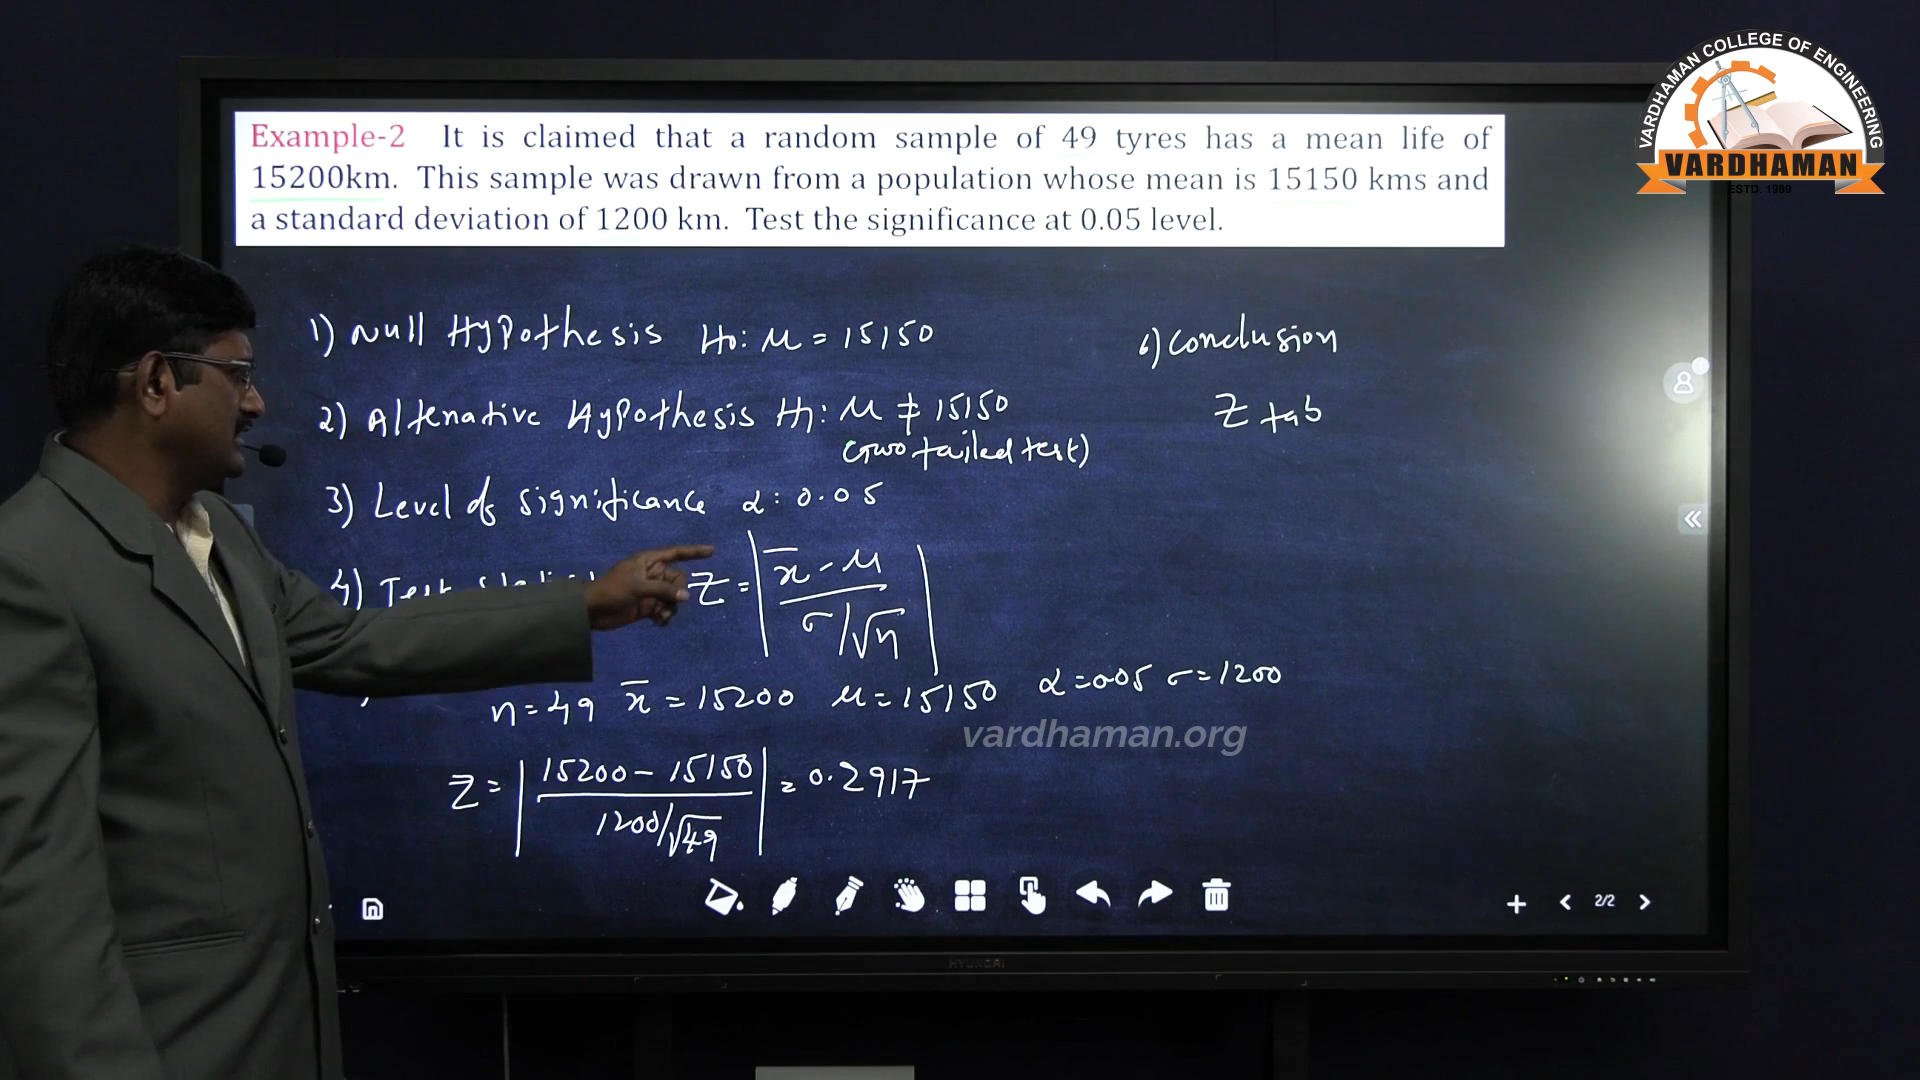 VARDHAMAN COLLEGE OF ENGINEERING
VARDHAMAN
ESTD. 1999
Example-2 It is claimed that a random sample of 49 tyres has a mean life of
15200km. This sample was drawn from a population whose mean is 15150 kms and
a standard deviation of 1200 km. Test the significance at 0.05 level.
1) Null Hypothesis H0: μ = 15150
2) Altenative Hypothesis H1: μ ≠ 15150
(Two tailed test)
3) Level of significance α: 0.05
4) Test Z = |x̄ - μ / σ/√n|
n = 49 x̄ = 15200 μ = 15150 α = 0.05 σ = 1200
Z = |15200 - 15150 / 1200/√49| = 0.2917
6) Conclusion
Z tab
vardhaman.org
2/2
HYUNDAI